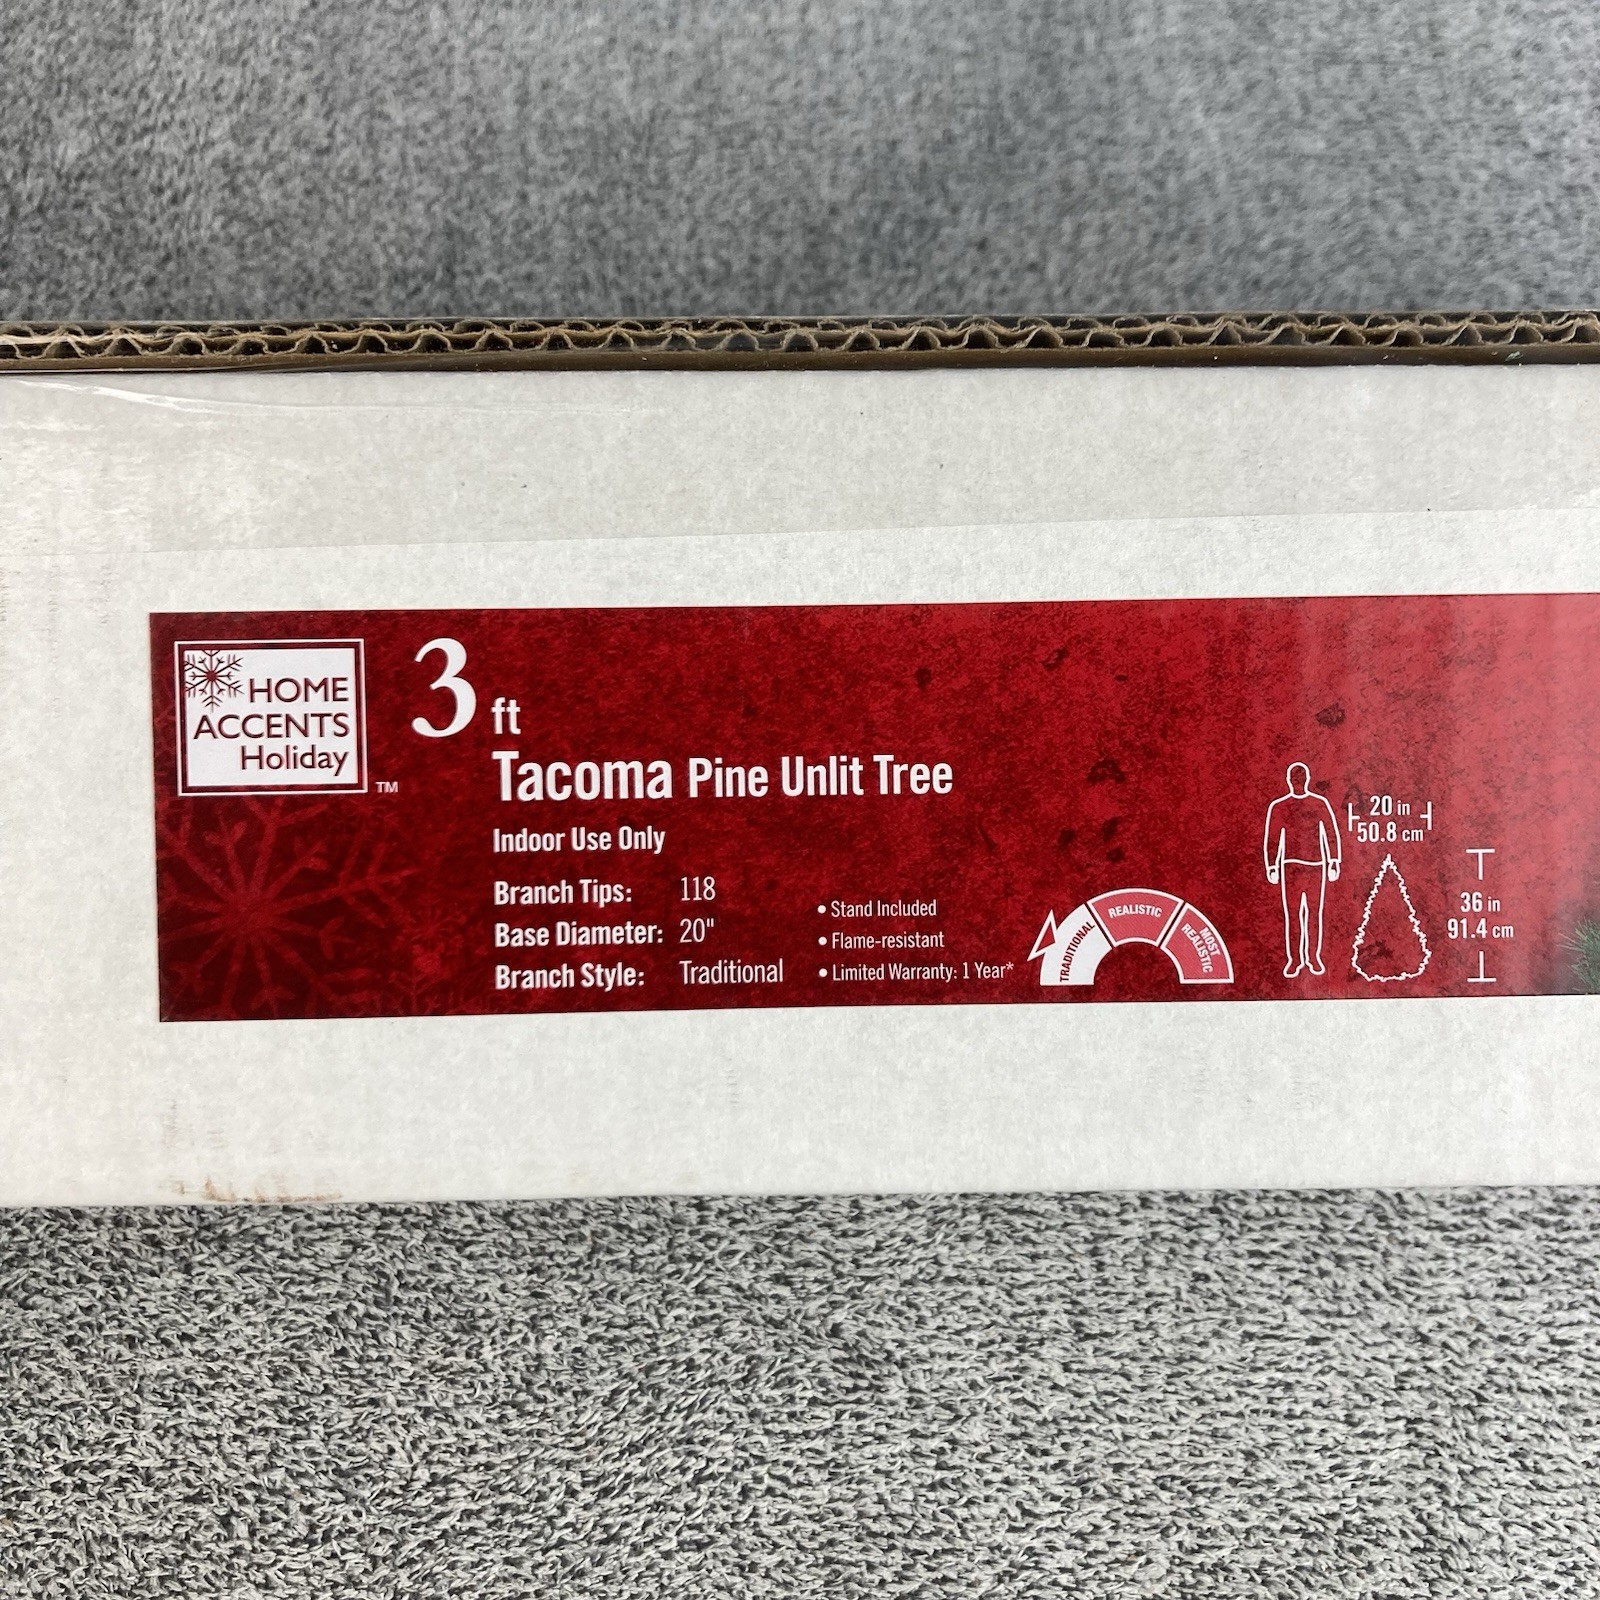 HOME
ACCENTS
Holiday
TM
3 ft
Tacoma Pine Unlit Tree
Indoor Use Only
Branch Tips: 118
Base Diameter: 20"
Branch Style: Traditional
• Stand Included
• Flame-resistant
• Limited Warranty: 1 Year*
TRADITIONAL
REALISTIC
MOST
REALISTIC
20 in
50.8 cm
36 in
91.4 cm